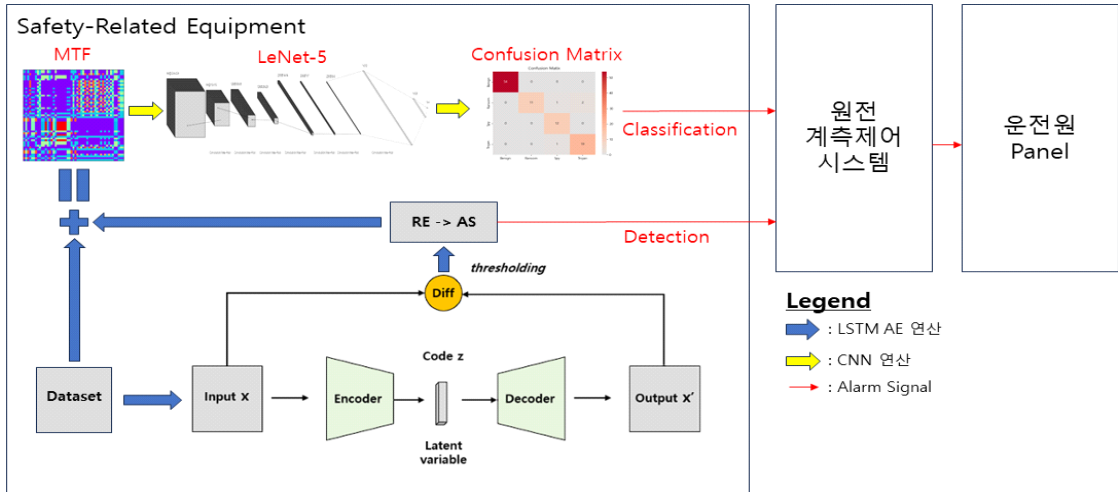 Safety-Related Equipment
MTF
LeNet-5
Confusion Matrix
Classification
RE -> AS
Detection
thresholding
Diff
Dataset
Input x
Encoder
Code z
Latent
variable
Decoder
Output x′
원전
계측제어
시스템
운전원
Panel
Legend
: LSTM AE 연산
: CNN 연산
: Alarm Signal